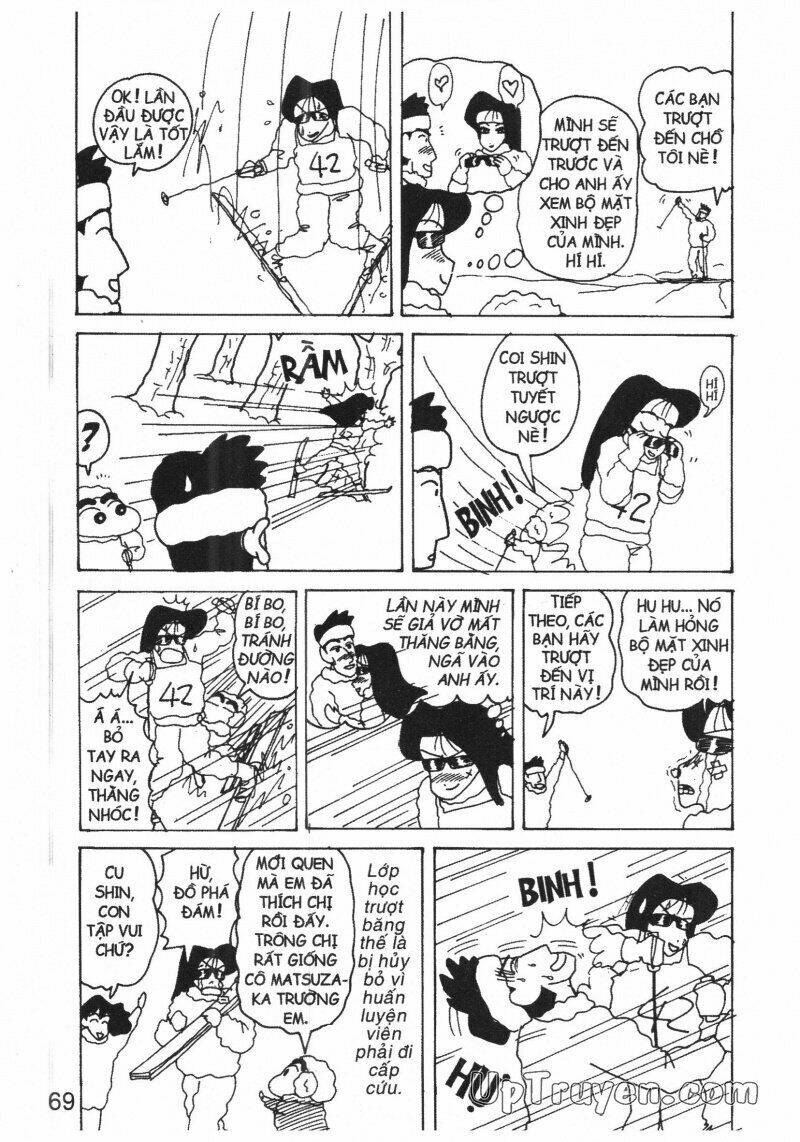 CÁC BẠN
TRƯỢT
ĐẾN CHỖ
TÔI NÈ!
MÌNH SẼ
TRƯỢT ĐẾN
TRƯỚC VÀ
CHO ANH ẤY
XEM BỘ MẶT
XINH ĐẸP
CỦA MÌNH.
HÍ HÍ.
OK! LẦN
ĐẦU ĐƯỢC
VẬY LÀ TỐT
LẮM!
42
HÍ
HÍ
COI SHIN
TRƯỢT
TUYẾT
NGƯỢC
NÈ!
BINH!
42
RẦM
?
HU HU... NÓ
LÀM HỎNG
BỘ MẶT XINH
ĐẸP CỦA
MÌNH RỒI!
TIẾP
THEO, CÁC
BẠN HÃY
TRƯỢT
ĐẾN VỊ
TRÍ NÀY!
LẦN NÀY MÌNH
SẼ GIẢ VỜ MẤT
THĂNG BẰNG,
NGÃ VÀO
ANH ẤY.
BÍ BO,
BÍ BO,
TRÁNH
ĐƯỜNG
NÀO!
42
Á Á...
BỎ
TAY RA
NGAY,
THẰNG
NHÓC!
BINH!
HỰ!
Lớp
học
trượt
băng
thế là
bị hủy
bỏ vì
huấn
luyện
viên
phải đi
cấp
cứu.
MỚI QUEN
MÀ EM ĐÃ
THÍCH CHỊ
RỒI ĐẤY.
TRÔNG CHỊ
RẤT GIỐNG
CÔ MATSUZA-
KA TRƯỜNG
EM.
HỪ,
ĐỒ PHÁ
ĐÁM!
CU
SHIN,
CON
TẬP VUI
CHỨ?
69
UpTruyen.com